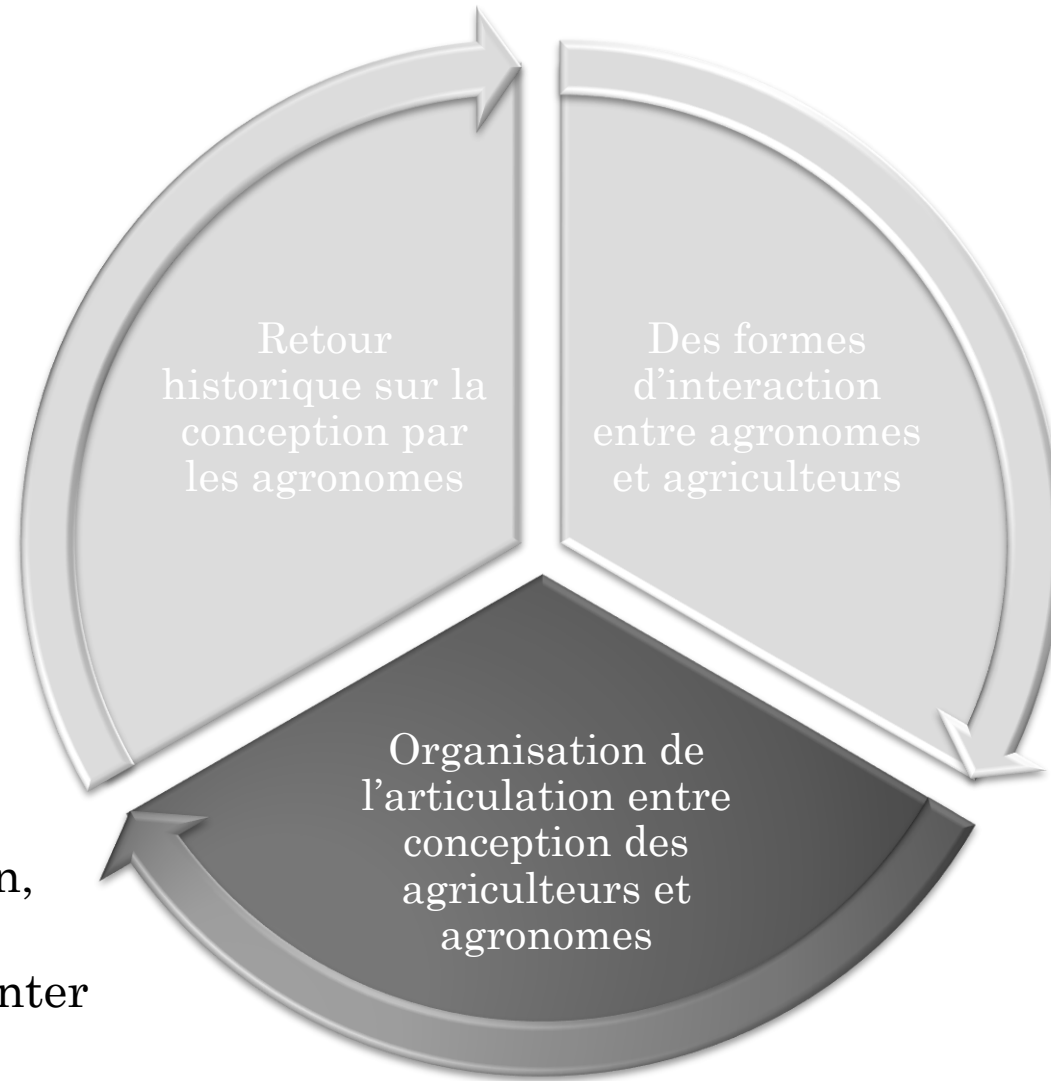 Retour
historique sur la
conception par
les agronomes
Des formes
d’interaction
entre agronomes
et agriculteurs
Organisation de
l’articulation entre
conception des
agriculteurs et
agronomes